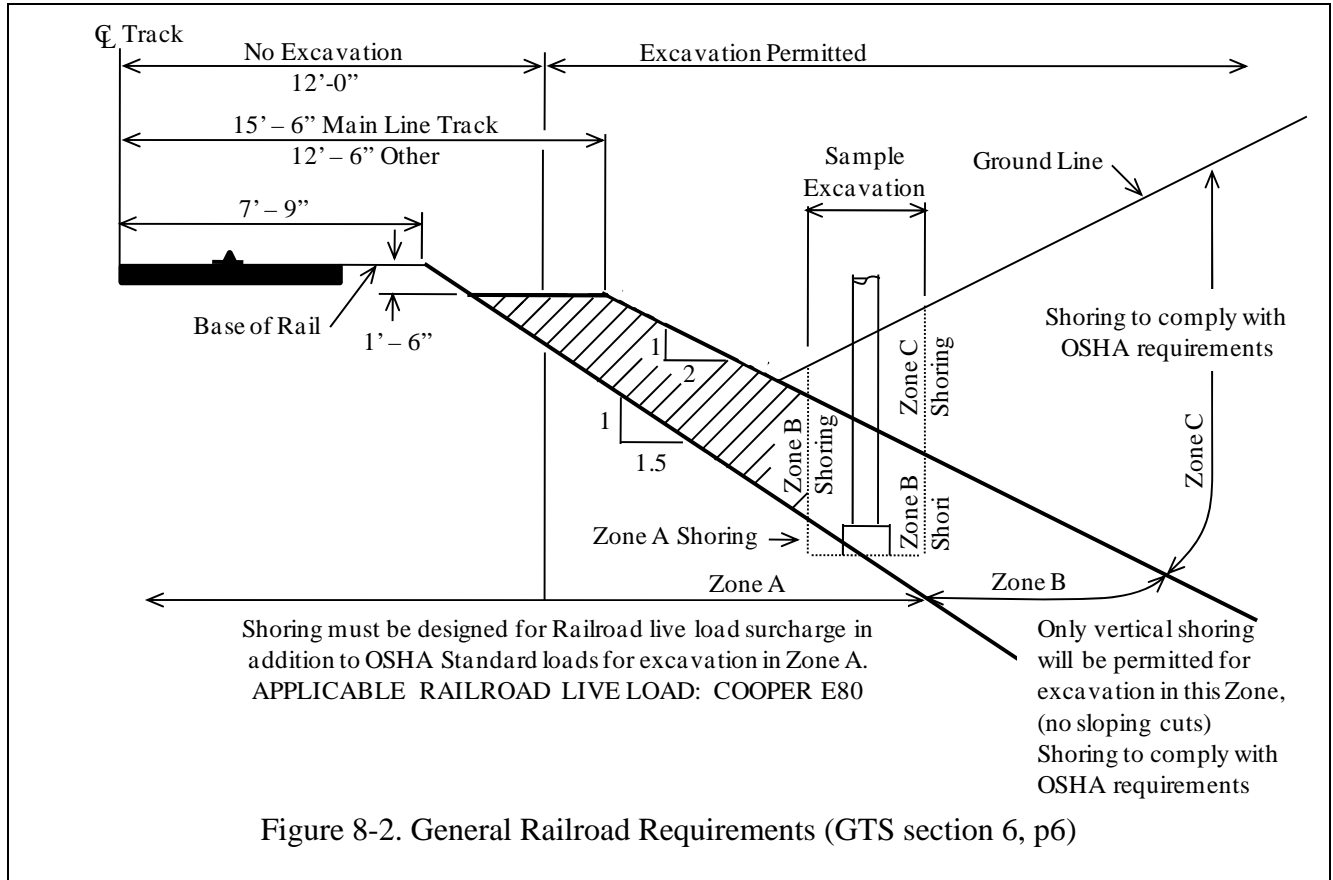 ℄ Track
No Excavation
12’-0”
Excavation Permitted
15’ – 6” Main Line Track
12’ – 6” Other
Sample
Excavation
Ground Line
7’ – 9”
Base of Rail
1’ – 6”
1
2
Shoring to comply with
OSHA requirements
Zone C
Shoring
Zone B
Shoring
1
1.5
Zone C
Zone B
Shori
Zone A Shoring
Zone A
Zone B
Shoring must be designed for Railroad live load surcharge in
addition to OSHA Standard loads for excavation in Zone A.
APPLICABLE RAILROAD LIVE LOAD: COOPER E80
Only vertical shoring
will be permitted for
excavation in this Zone,
(no sloping cuts)
Shoring to comply with
OSHA requirements
Figure 8-2. General Railroad Requirements (GTS section 6, p6)